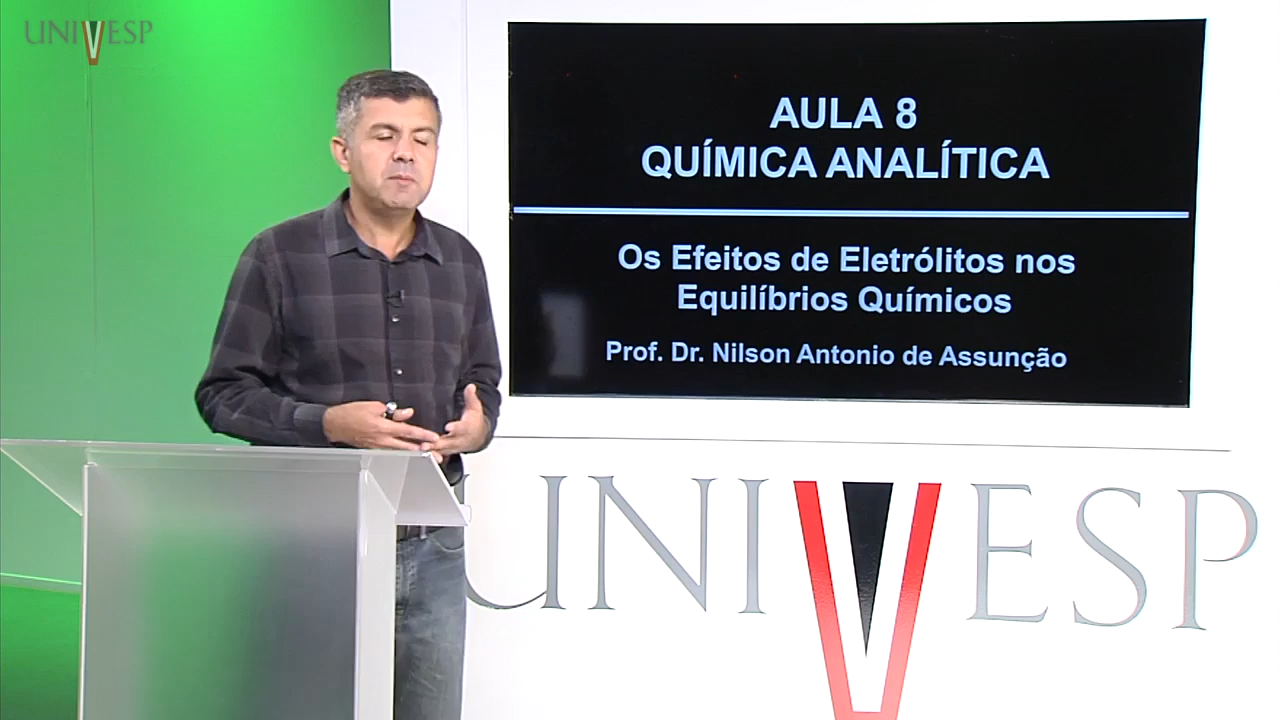 UNIVESP
AULA 8
QUÍMICA ANALÍTICA
Os Efeitos de Eletrólitos nos
Equilíbrios Químicos
Prof. Dr. Nilson Antonio de Assunção
UNIVESP